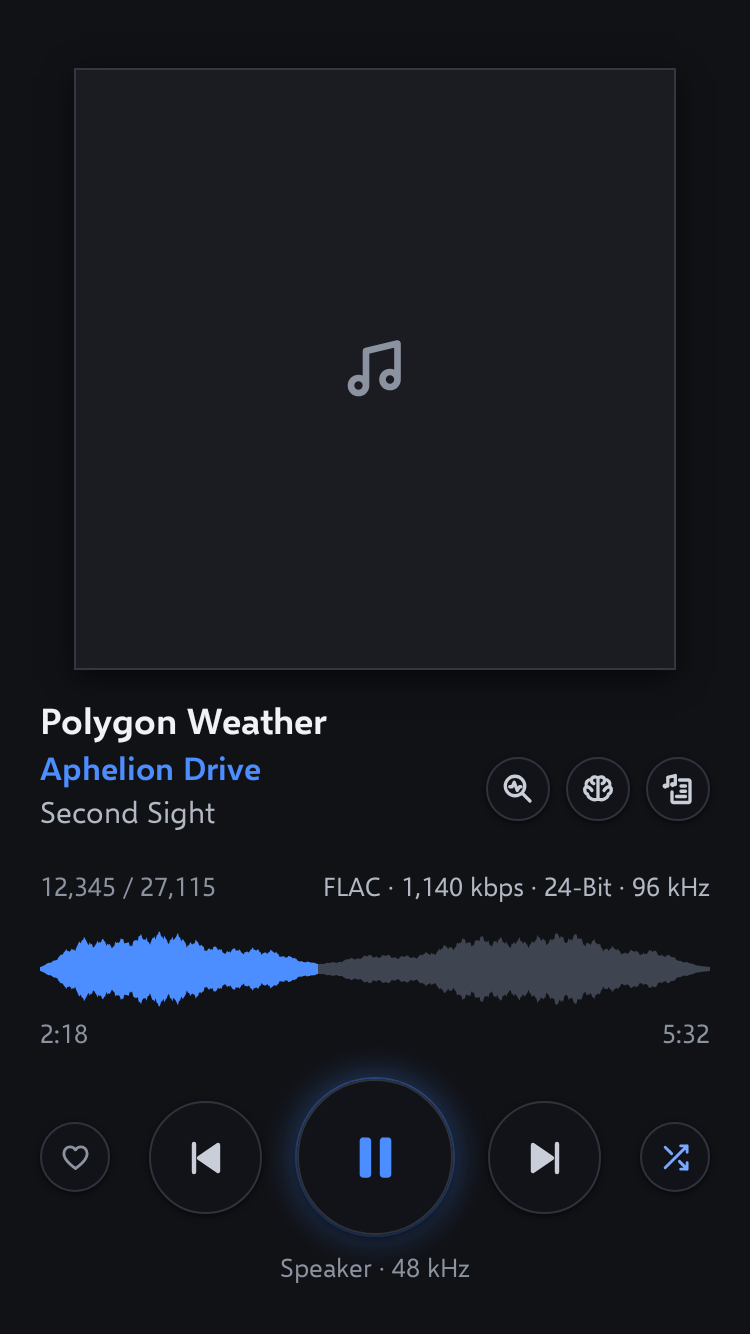 Polygon Weather
Aphelion Drive
Second Sight
12,345 / 27,115
FLAC · 1,140 kbps · 24-Bit · 96 kHz
2:18
5:32
Speaker · 48 kHz